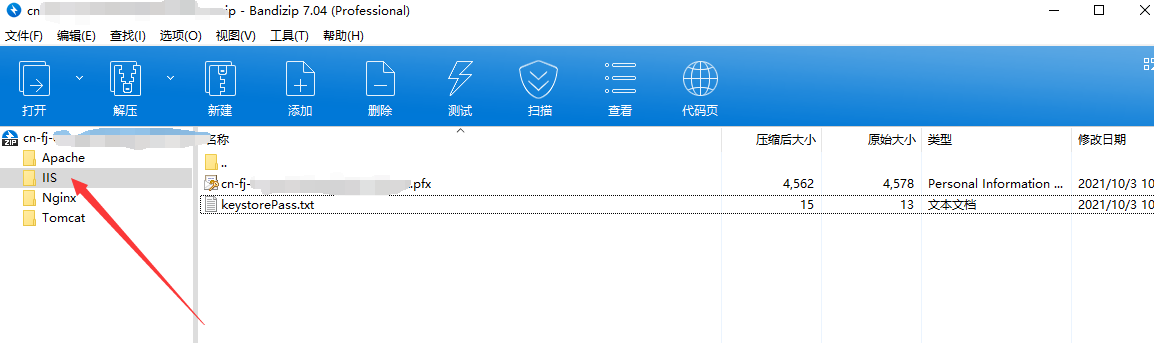 cn zip - Bandizip 7.04 (Professional)
文件(F) 编辑(E) 查找(I) 选项(O) 视图(V) 工具(T) 帮助(H)
打开 解压 新建 添加 删除 测试 扫描 查看 代码页
cn-fj- 名称 压缩后大小 原始大小 类型 修改日期
Apache ..
IIS cn-fj- .pfx 4,562 4,578 Personal Information ... 2021/10/3 10
Nginx keystorePass.txt 15 13 文本文档 2021/10/3 10
Tomcat
ZIP